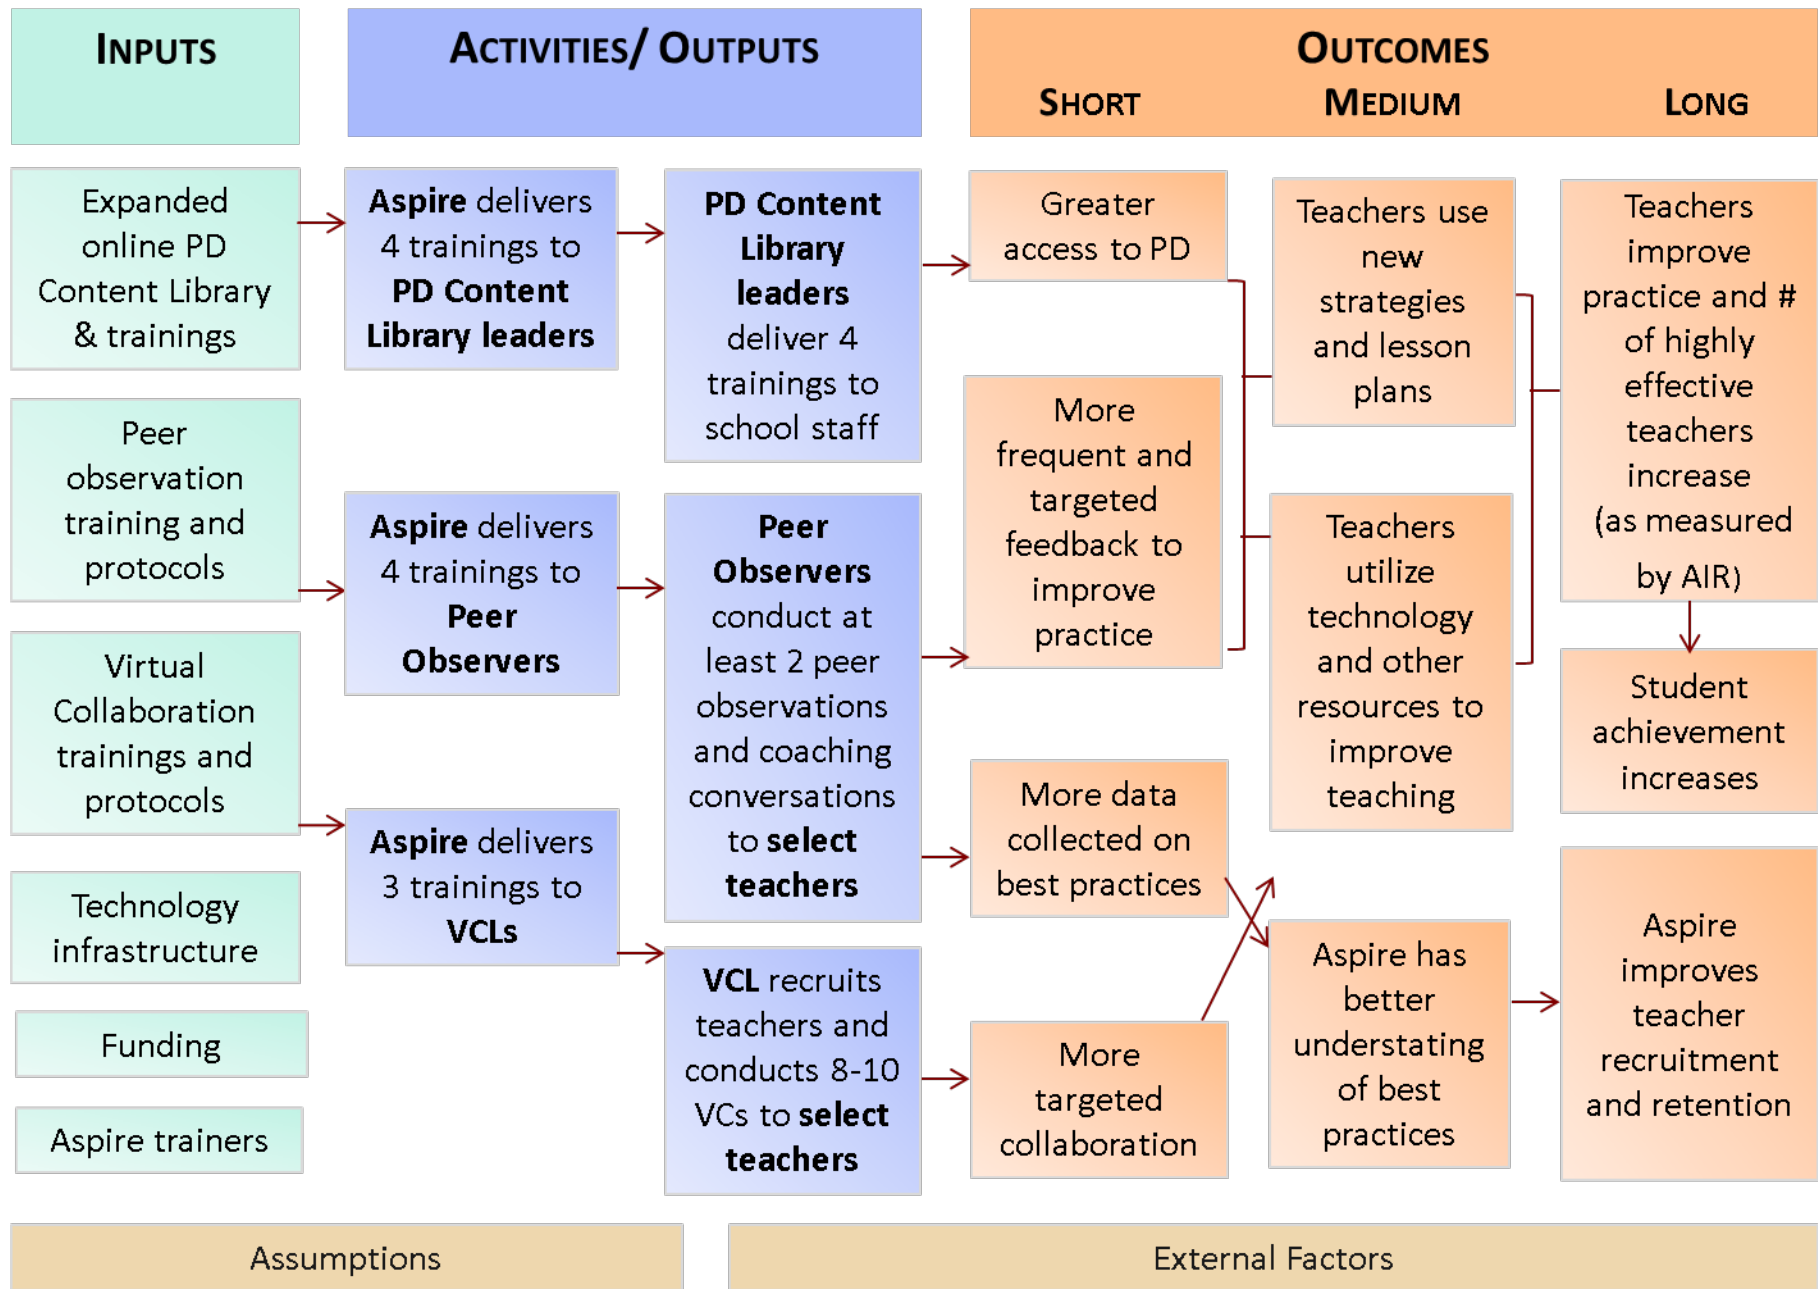 INPUTS
Expanded
online PD
Content Library
& trainings
Peer
observation
training and
protocols
Virtual
Collaboration
trainings and
protocols
Technology
infrastructure
Funding
Aspire trainers
ACTIVITIES/ OUTPUTS
Aspire delivers
4 trainings to
PD Content
Library leaders
Aspire delivers
4 trainings to
Peer
Observers
Aspire delivers
3 trainings to
VCLs
PD Content
Library
leaders
deliver 4
trainings to
school staff
Peer
Observers
conduct at
least 2 peer
observations
and coaching
conversations
to select
teachers
VCL recruits
teachers and
conducts 8-10
VCs to select
teachers
OUTCOMES
SHORT
Greater
access to PD
More
frequent and
targeted
feedback to
improve
practice
More data
collected on
best practices
More
targeted
collaboration
MEDIUM
Teachers use
new
strategies
and lesson
plans
Teachers
utilize
technology
and other
resources to
improve
teaching
Aspire has
better
understating
of best
practices
LONG
Teachers
improve
practice and #
of highly
effective
teachers
increase
(as measured
by AIR)
Student
achievement
increases
Aspire
improves
teacher
recruitment
and retention
Assumptions
External Factors